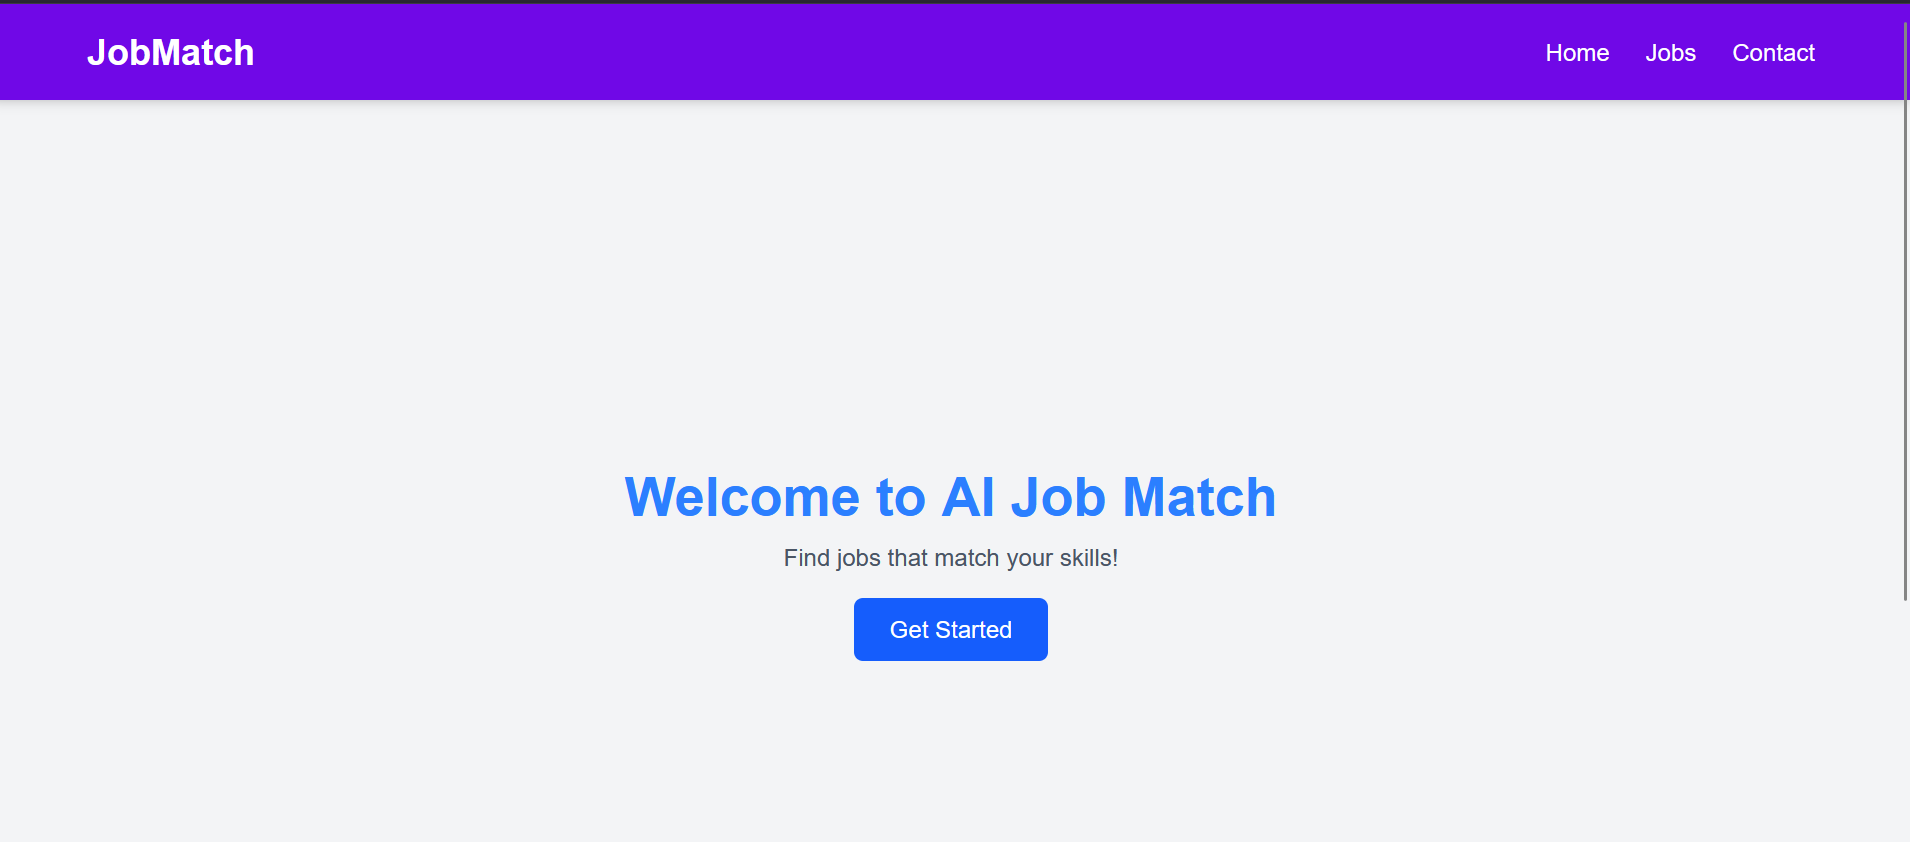 JobMatch
Home Jobs Contact
Welcome to AI Job Match
Find jobs that match your skills!
Get Started